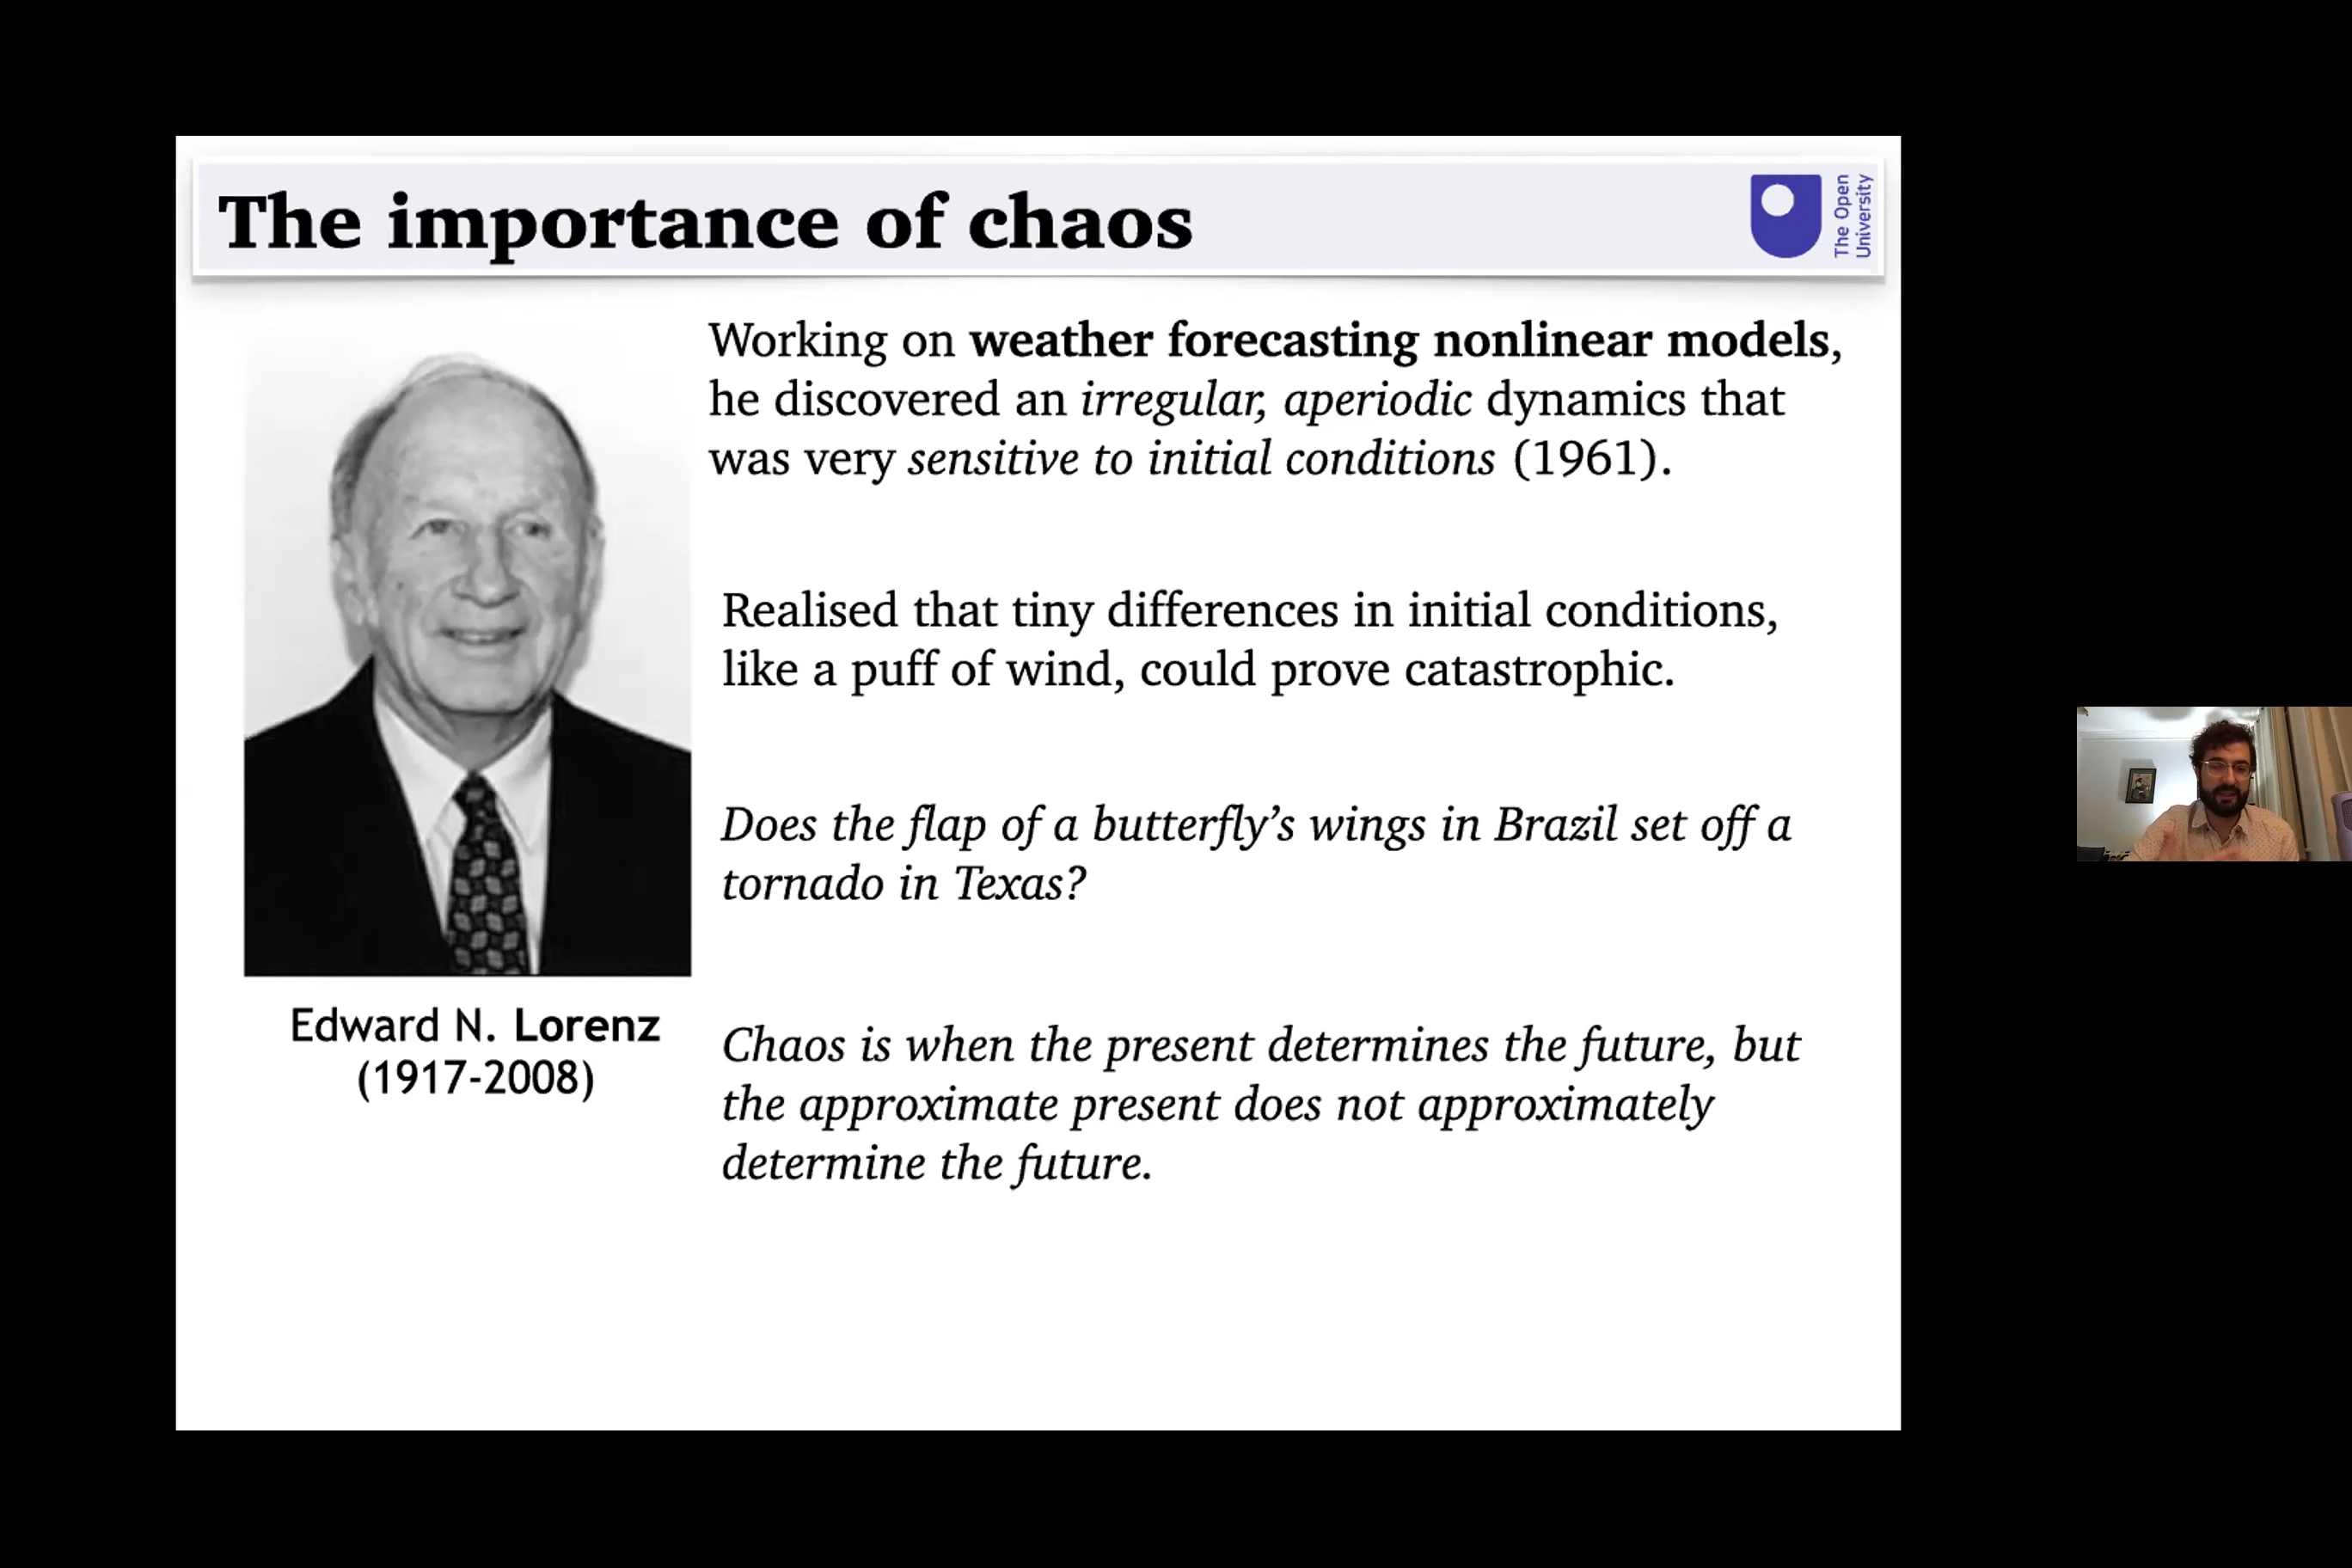 The importance of chaos
The Open
University
Working on weather forecasting nonlinear models,
he discovered an irregular, aperiodic dynamics that
was very sensitive to initial conditions (1961).
Realised that tiny differences in initial conditions,
like a puff of wind, could prove catastrophic.
Does the flap of a butterfly’s wings in Brazil set off a
tornado in Texas?
Edward N. Lorenz
(1917-2008)
Chaos is when the present determines the future, but
the approximate present does not approximately
determine the future.